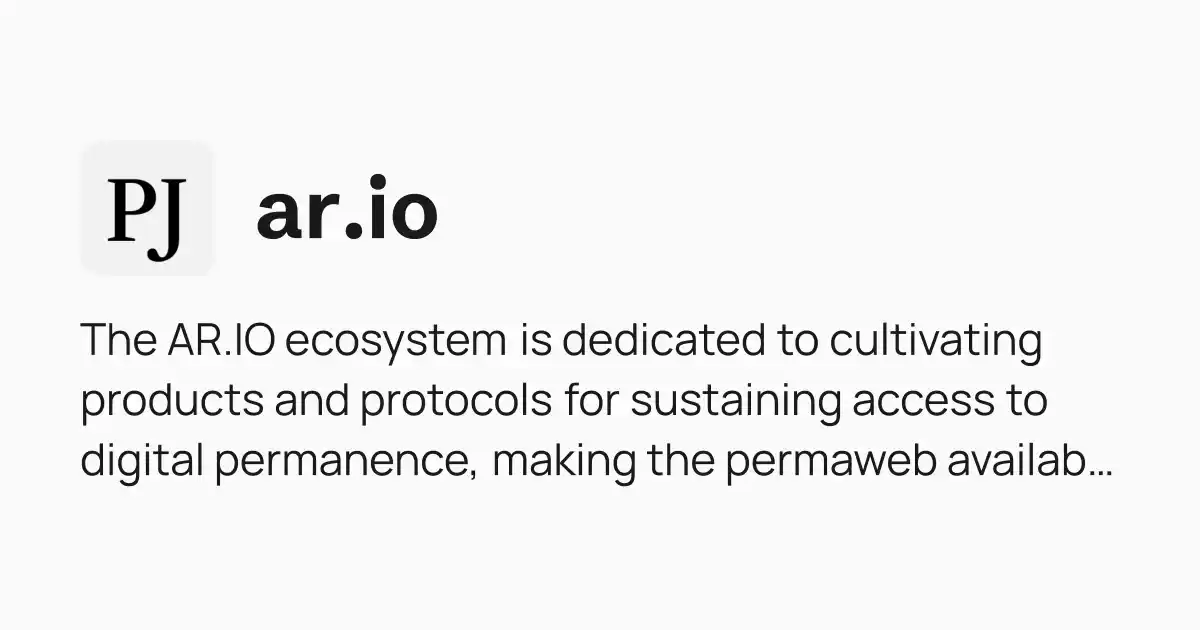 PJ
ar.io
The AR.IO ecosystem is dedicated to cultivating
products and protocols for sustaining access to
digital permanence, making the permaweb availab…